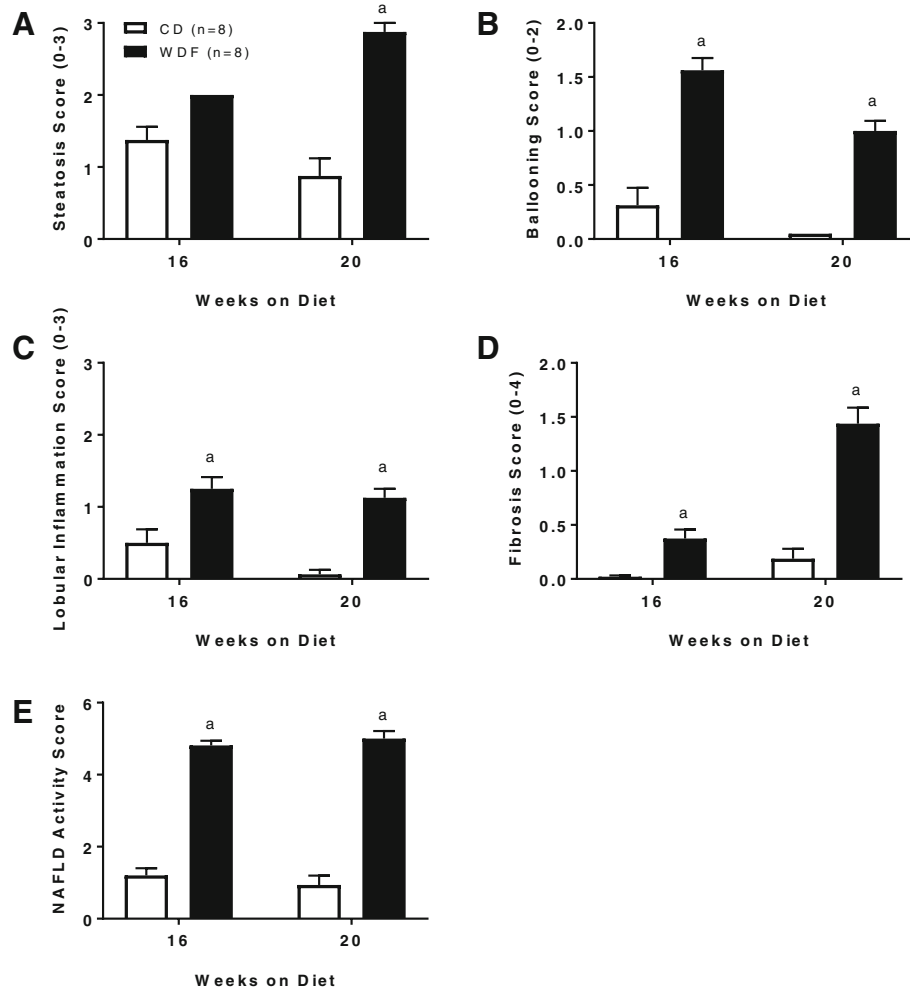 A
Steatosis Score (0-3)
CD (n=8)
WDF (n=8)
3
2
1
0
a
16
20
Weeks on Diet
B
Ballooning Score (0-2)
2.0
1.5
1.0
0.5
0.0
a
a
16
20
Weeks on Diet
C
Lobular Inflammation Score (0-3)
3
2
1
0
a
a
16
20
Weeks on Diet
D
Fibrosis Score (0-4)
2.0
1.5
1.0
0.5
0.0
a
a
16
20
Weeks on Diet
E
NAFLD Activity Score
6
4
2
0
a
a
16
20
Weeks on Diet